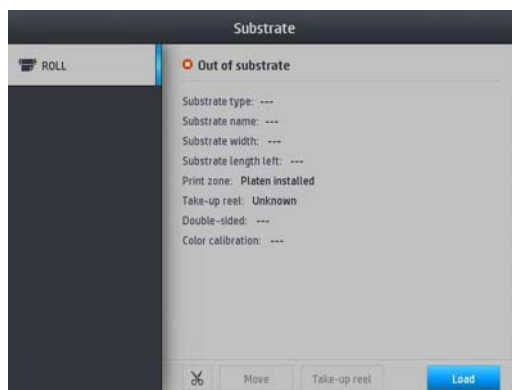 Substrate
ROLL
Out of substrate
Substrate type: ---
Substrate name: ---
Substrate width: ---
Substrate length left: ---
Print zone: Platen installed
Take-up reel: Unknown
Double-sided: ---
Color calibration: ---
Move
Take-up reel
Load